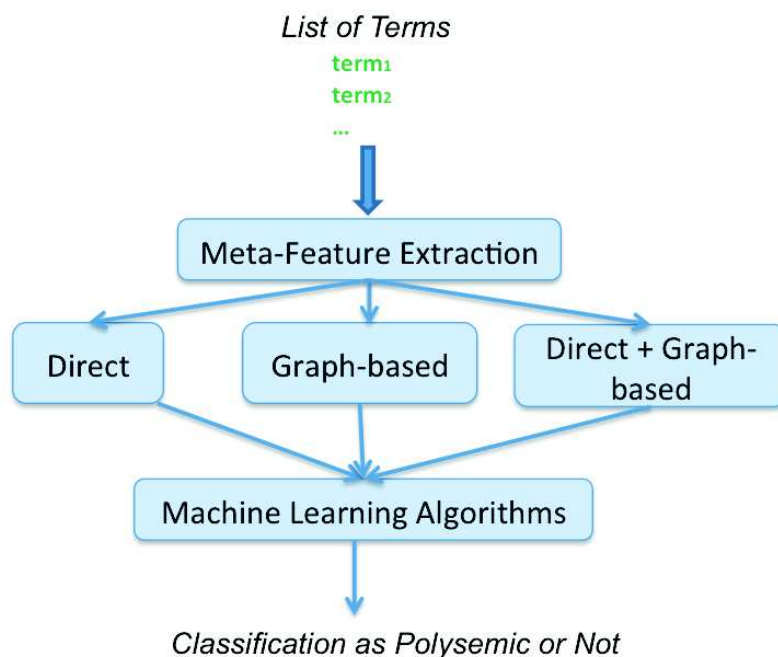 List of Terms
term₁
term₂
...
Meta-Feature Extraction
Direct
Graph-based
Direct + Graph-
based
Machine Learning Algorithms
Classification as Polysemic or Not